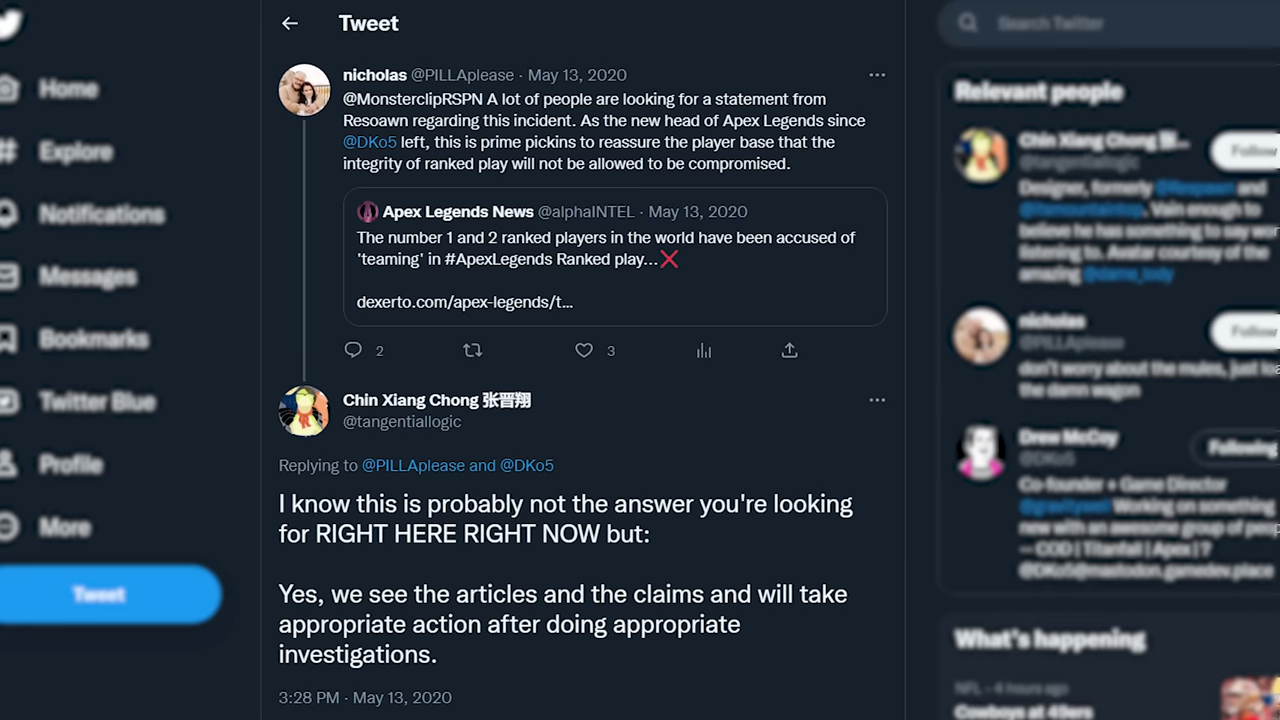 Tweet
Search Twitter
nicholas @PILLAplease · May 13, 2020
@MonsterclipRSPN A lot of people are looking for a statement from
Resoawn regarding this incident. As the new head of Apex Legends since
@DKo5 left, this is prime pickins to reassure the player base that the
integrity of ranked play will not be allowed to be compromised.
Apex Legends News @alphaINTEL · May 13, 2020
The number 1 and 2 ranked players in the world have been accused of
'teaming' in #ApexLegends Ranked play...❌
dexerto.com/apex-legends/t...
2
3
Chin Xiang Chong 张晋翔
@tangentiallogic
Replying to @PILLAplease and @DKo5
I know this is probably not the answer you're looking
for RIGHT HERE RIGHT NOW but:
Yes, we see the articles and the claims and will take
appropriate action after doing appropriate
investigations.
3:28 PM · May 13, 2020
Home
Explore
Notifications
Messages
Bookmarks
Twitter Blue
Profile
More
Tweet
Relevant people
Chin Xiang Chong
@tangentiallogic
Follow
Designer, formerly @Respawn and
Vain enough to
believe he has something to say
listening to. Avatar courtesy of the
amazing
nicholas
@PILLAplease
Follow
don't worry about the mules, just
the damn wagon
Drew McCoy
@DKo5
Following
Co-founder + Game Director
@gravitywell Working on something
new with an awesome group of
— COD | Titanfall | Apex | ?
@DKo5@mastodon.gamedev.place
What's happening
NFL · 4 hours ago
Cowboys at 49ers